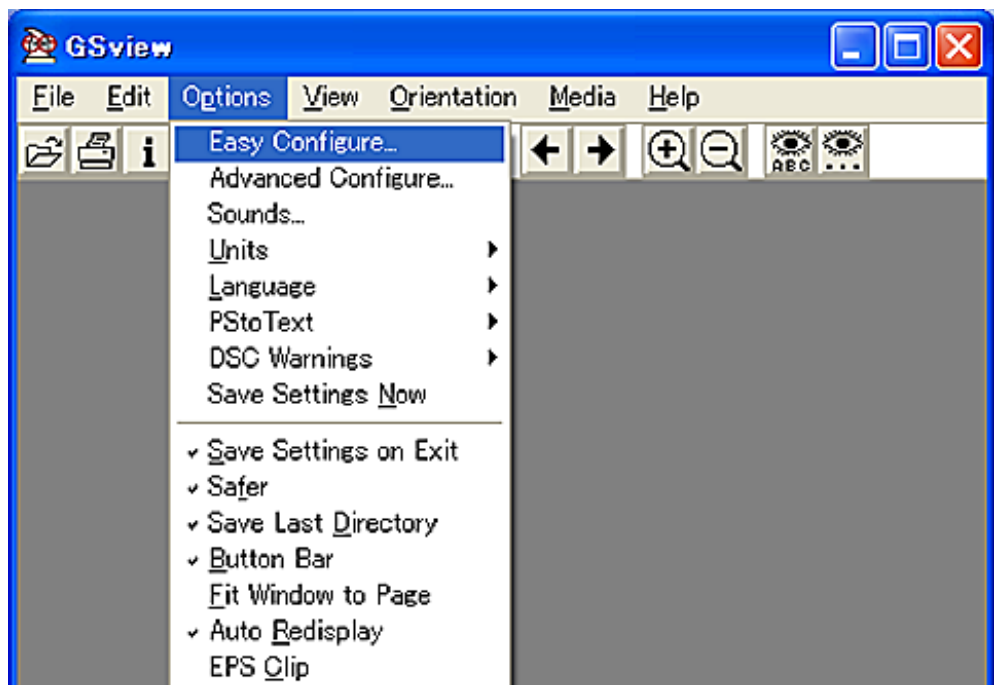 GSview
File Edit Options View Orientation Media Help
i
ABC ...
Easy Configure...
Advanced Configure...
Sounds...
Units
Language
PStoText
DSC Warnings
Save Settings Now
Save Settings on Exit
Safer
Save Last Directory
Button Bar
Fit Window to Page
Auto Redisplay
EPS Clip